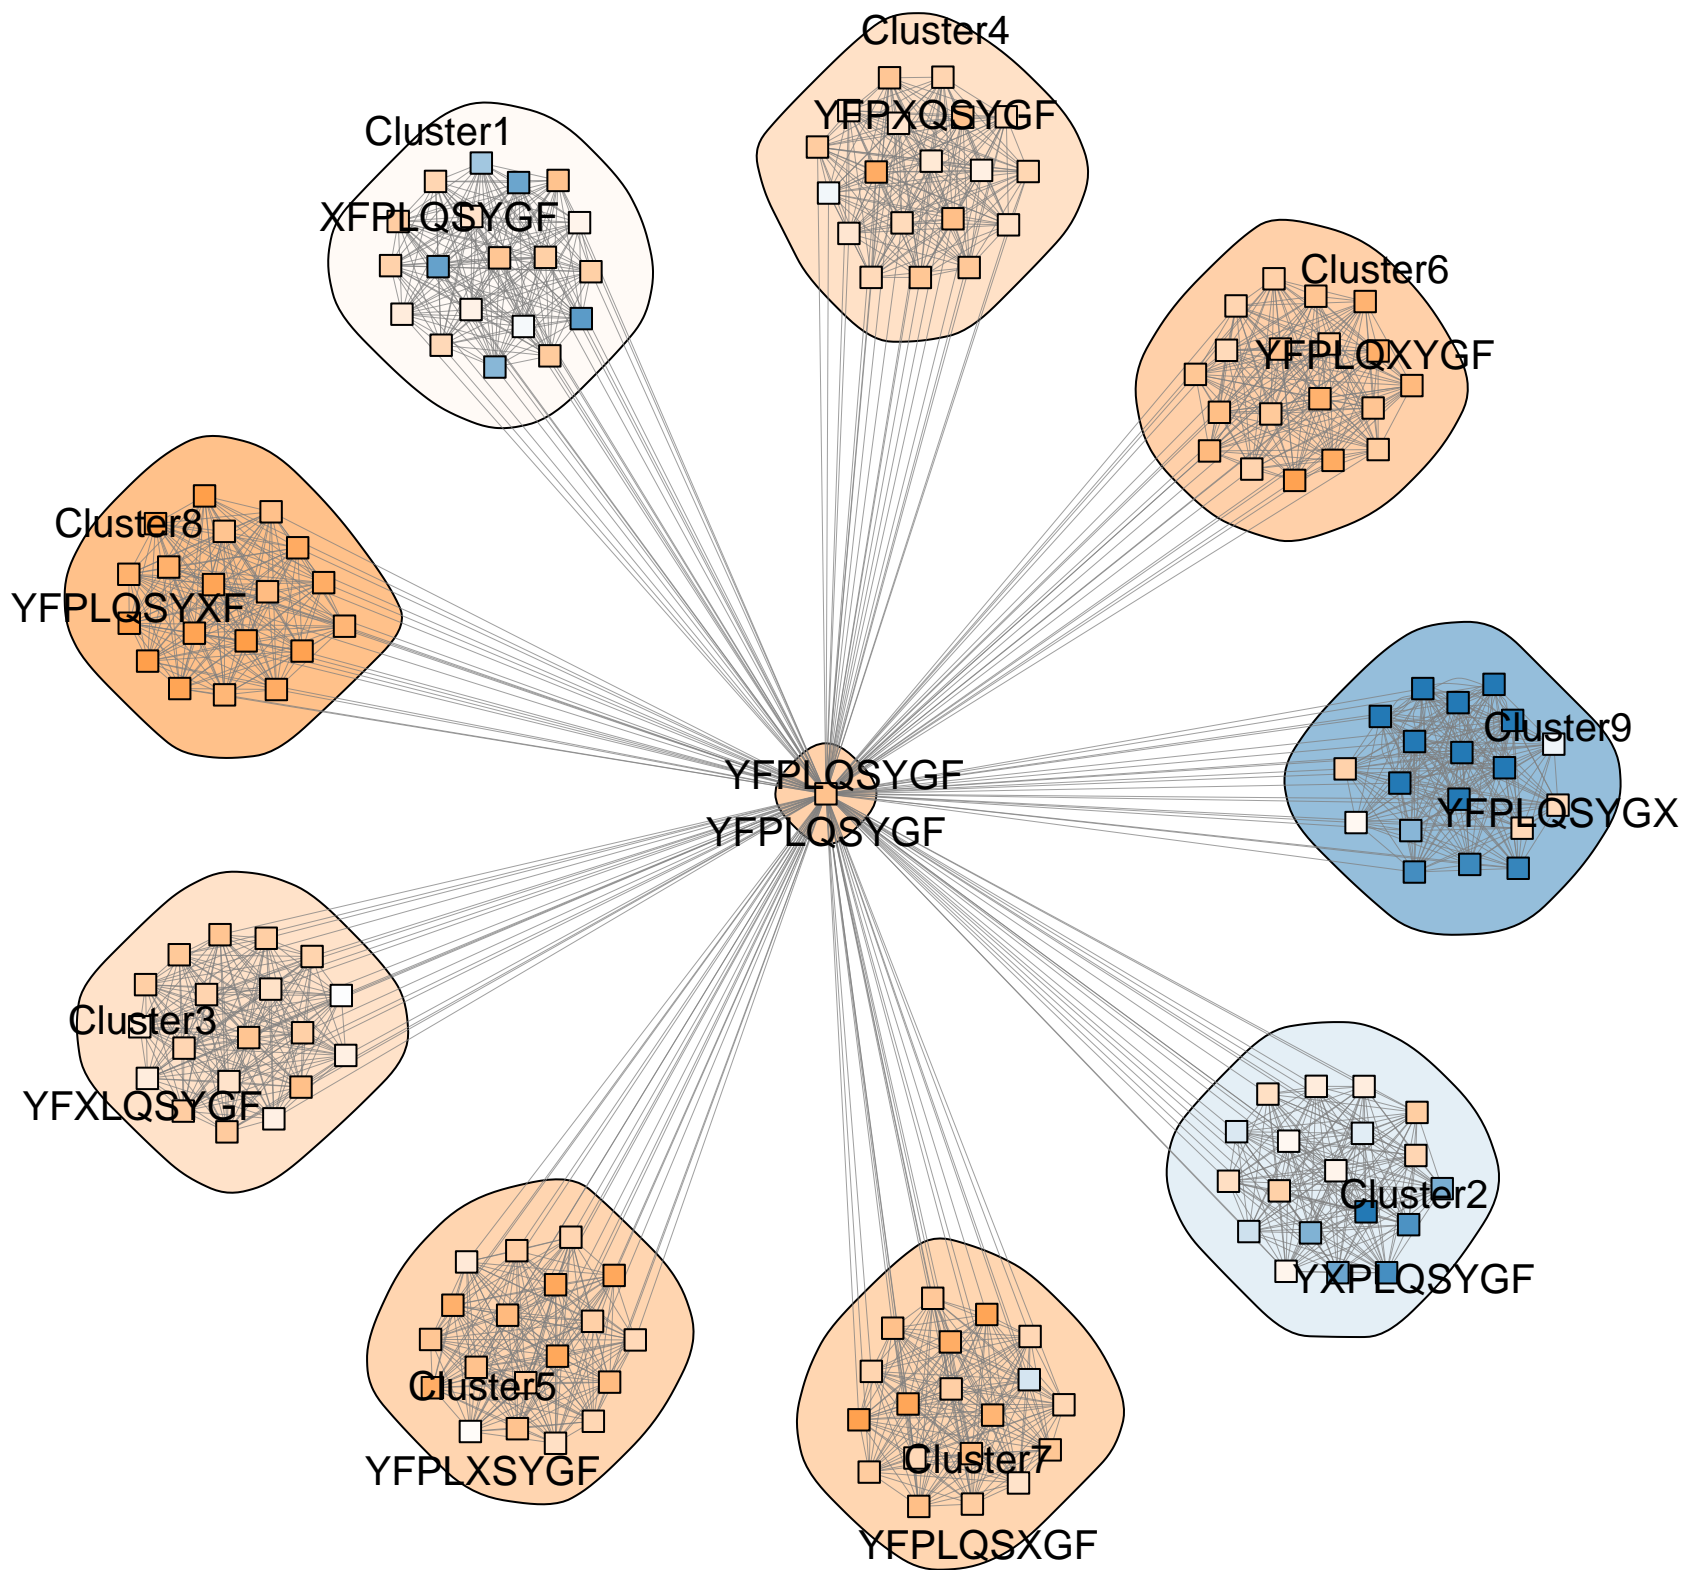 Cluster4
YFPXQSYGF
Cluster1
XFPLQSYGF
Cluster6
YFPLQXYGF
Cluster8
YFPLQSYXF
Cluster9
YFPLQSYGX
YFPLQSYGF
YFPLQSYGF
Cluster3
YFXLQSYGF
Cluster2
YXPLQSYGF
Cluster5
YFPLXSYGF
Cluster7
YFPLQSXGF